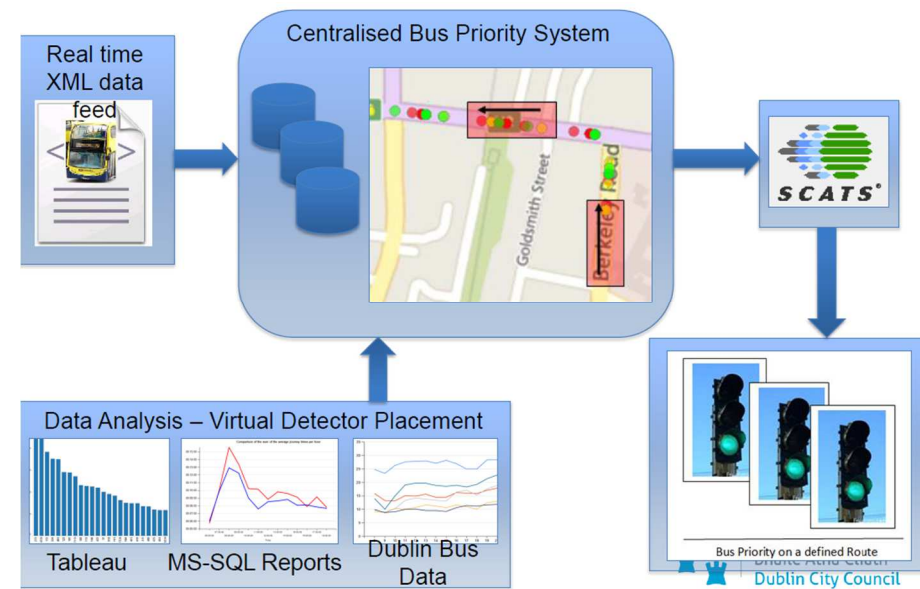 Real time
XML data
feed
Centralised Bus Priority System
Goldsmith Street
Berkeley Road
SCATS®
Data Analysis – Virtual Detector Placement
Tableau
MS-SQL Reports
Dublin Bus
Data
Bus Priority on a defined Route
Dublin City Council